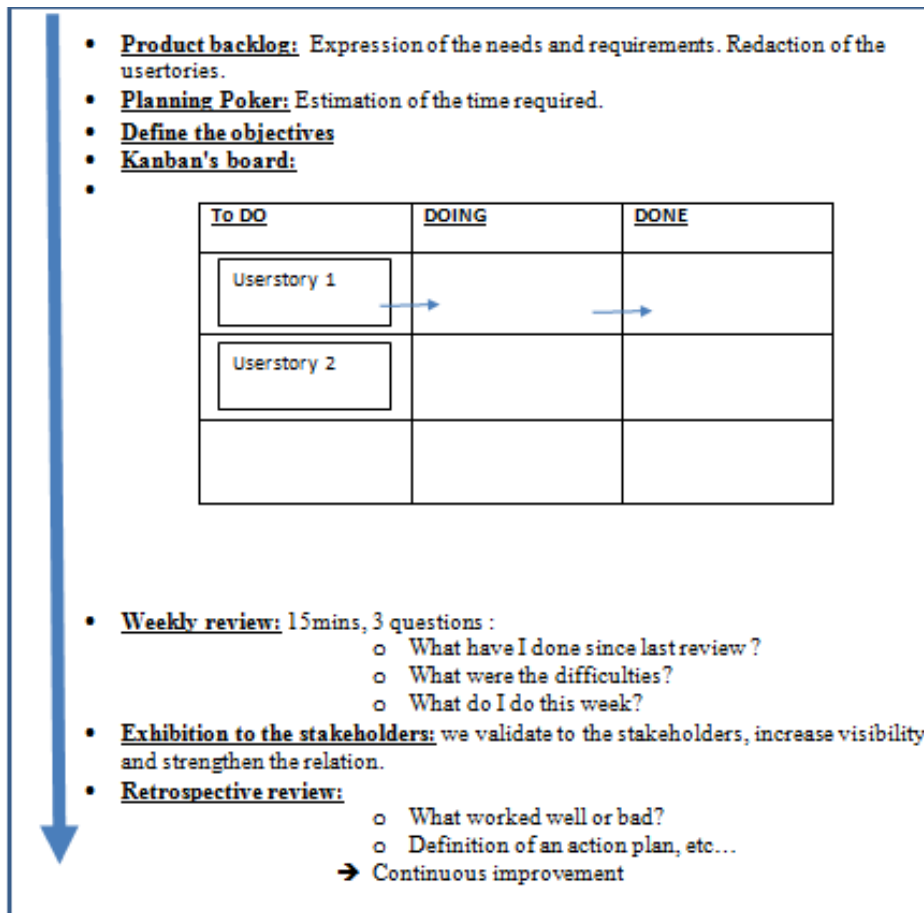 Product backlog: Expression of the needs and requirements. Redaction of the
usertories.
Planning Poker: Estimation of the time required.
Define the objectives
Kanban's board:
To DO DOING DONE
Userstory 1
Userstory 2
Weekly review: 15mins, 3 questions :
What have I done since last review ?
What were the difficulties?
What do I do this week?
Exhibition to the stakeholders: we validate to the stakeholders, increase visibility
and strengthen the relation.
Retrospective review:
What worked well or bad?
Definition of an action plan, etc...
Continuous improvement